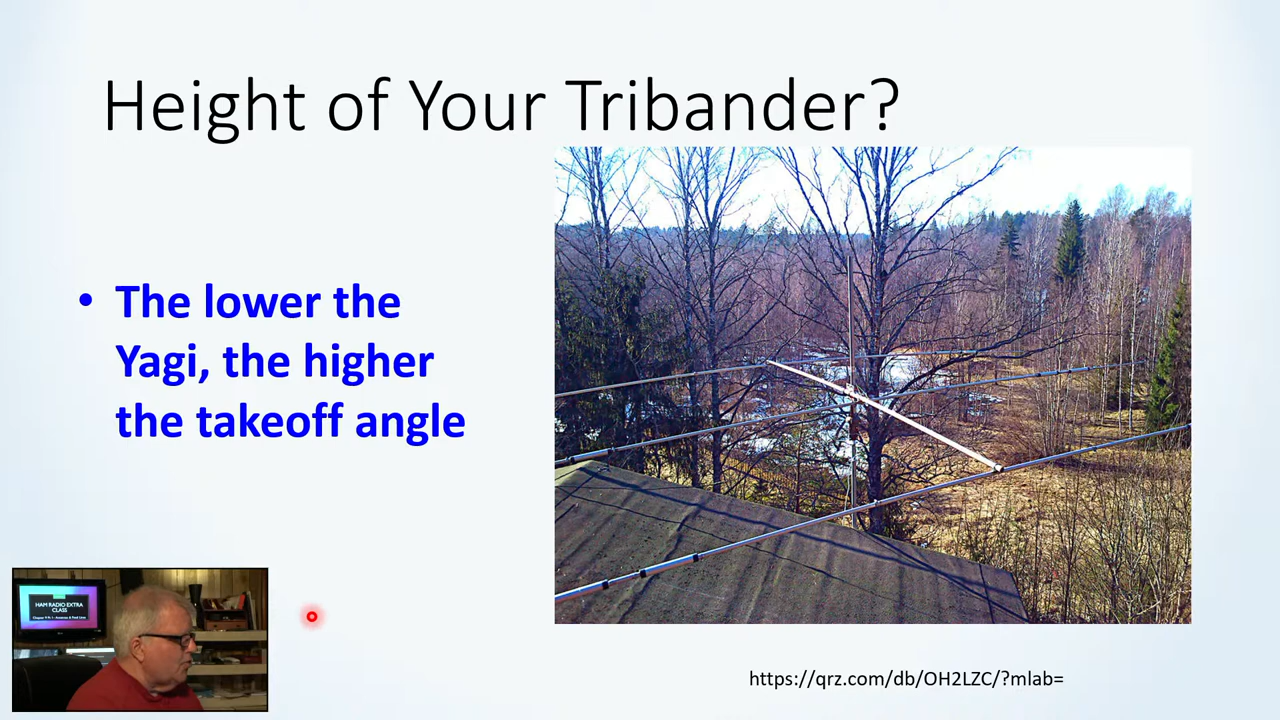 Height of Your Tribander?
• The lower the
Yagi, the higher
the takeoff angle
HAM RADIO EXTRA
CLASS
https://qrz.com/db/OH2LZC/?mlab=